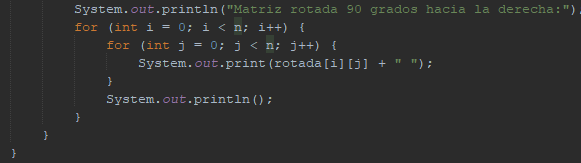 System.out.println("Matriz rotada 90 grados hacia la derecha:")
for (int i = 0; i < n; i++) {
for (int j = 0; j < n; j++) {
System.out.print(rotada[i][j] + " ");
}
System.out.println();
}
}
}